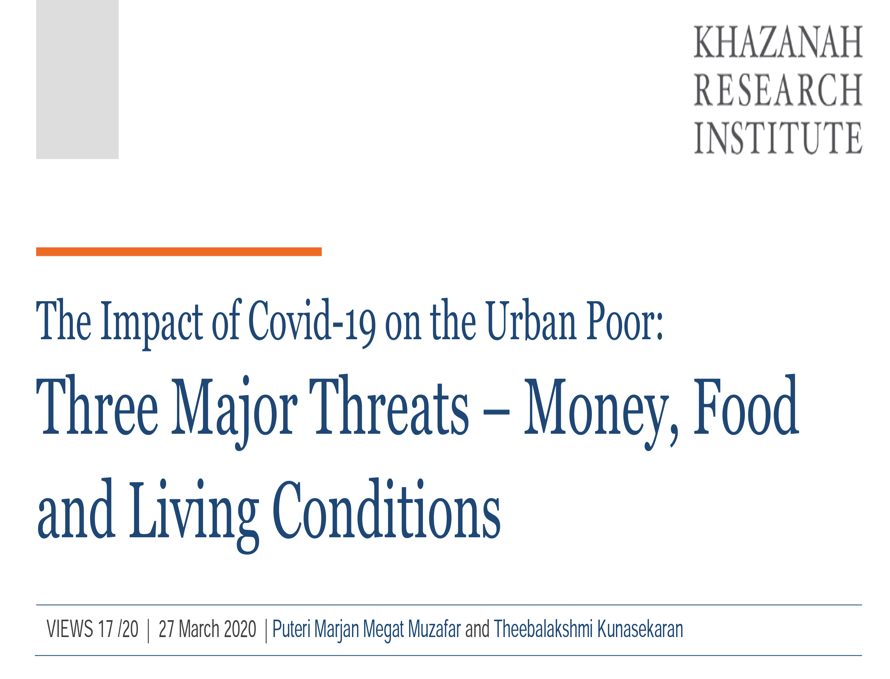 KHAZANAH
RESEARCH
INSTITUTE
The Impact of Covid-19 on the Urban Poor:
Three Major Threats – Money, Food
and Living Conditions
VIEWS 17 /20 | 27 March 2020 | Puteri Marjan Megat Muzafar and Theebalakshmi Kunasekaran